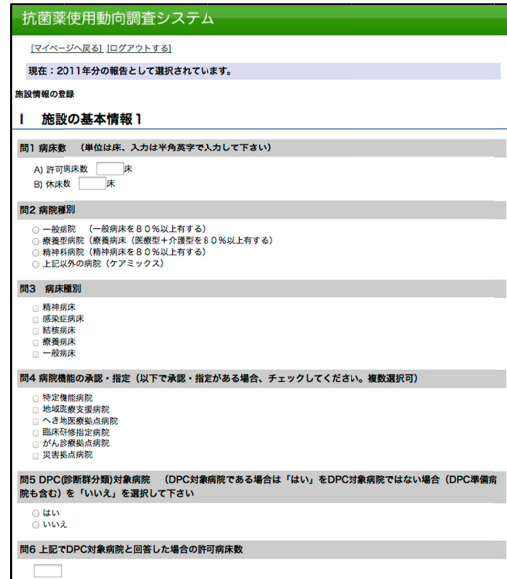 抗菌薬使用動向調査システム
[マイページへ戻る] [ログアウトする]
現在：2011年分の報告として選択されています。
施設情報の登録
Ⅰ 施設の基本情報１
問1 病床数 （単位は床、入力は半角英字で入力して下さい）
A) 許可病床数 床
B) 休床数 床
問2 病院種別
一般病院 （一般病床を８０％以上有する）
療養型病院（療養病床（医療型＋介護型を８０％以上有する）
精神科病院（精神病床を８０％以上有する）
上記以外の病院（ケアミックス）
問3 病床種別
精神病床
感染症病床
結核病床
療養病床
一般病床
問4 病院機能の承認・指定（以下で承認・指定がある場合、チェックしてください。複数選択可）
特定機能病院
地域医療支援病院
へき地医療拠点病院
臨床研修指定病院
がん診療拠点病院
災害拠点病院
問5 DPC(診断群分類)対象病院 （DPC対象病院である場合は「はい」をDPC対象病院ではない場合（DPC準備病
院も含む）を「いいえ」を選択して下さい
はい
いいえ
問6 上記でDPC対象病院と回答した場合の許可病床数